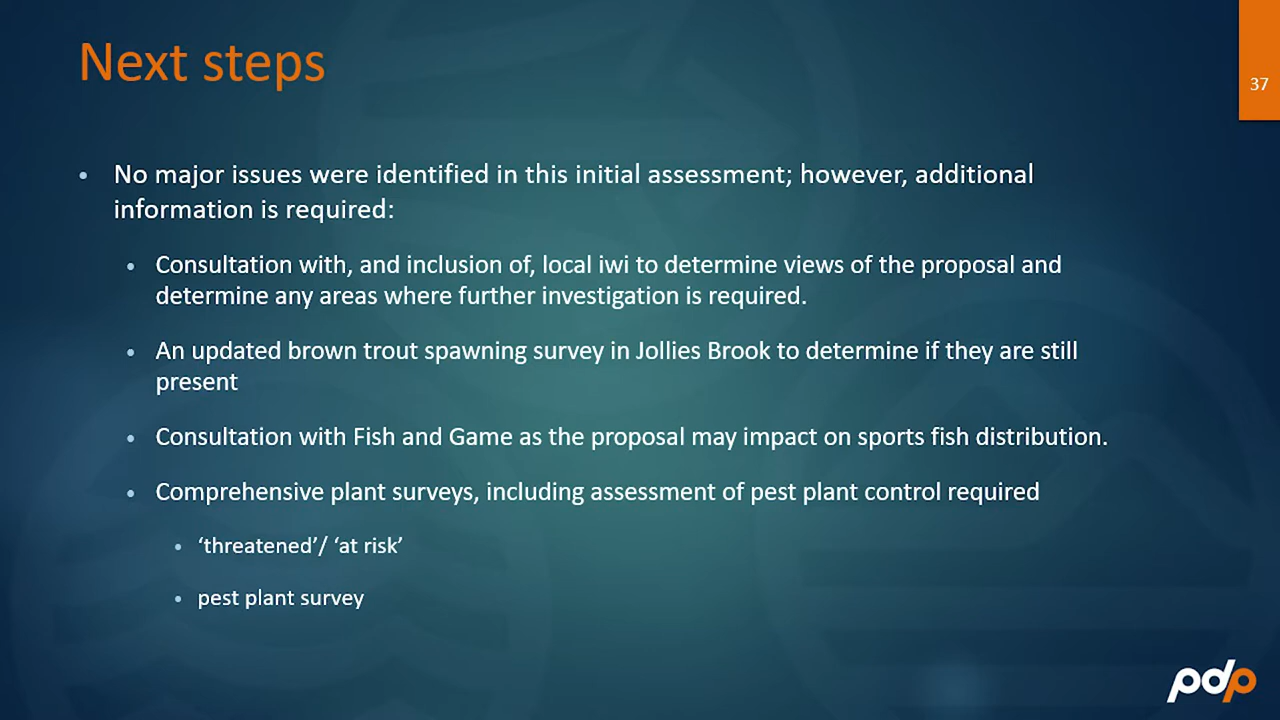 Next steps
37
• No major issues were identified in this initial assessment; however, additional
information is required:
• Consultation with, and inclusion of, local iwi to determine views of the proposal and
determine any areas where further investigation is required.
• An updated brown trout spawning survey in Jollies Brook to determine if they are still
present
• Consultation with Fish and Game as the proposal may impact on sports fish distribution.
• Comprehensive plant surveys, including assessment of pest plant control required
• ‘threatened’/ ‘at risk’
• pest plant survey
pdp